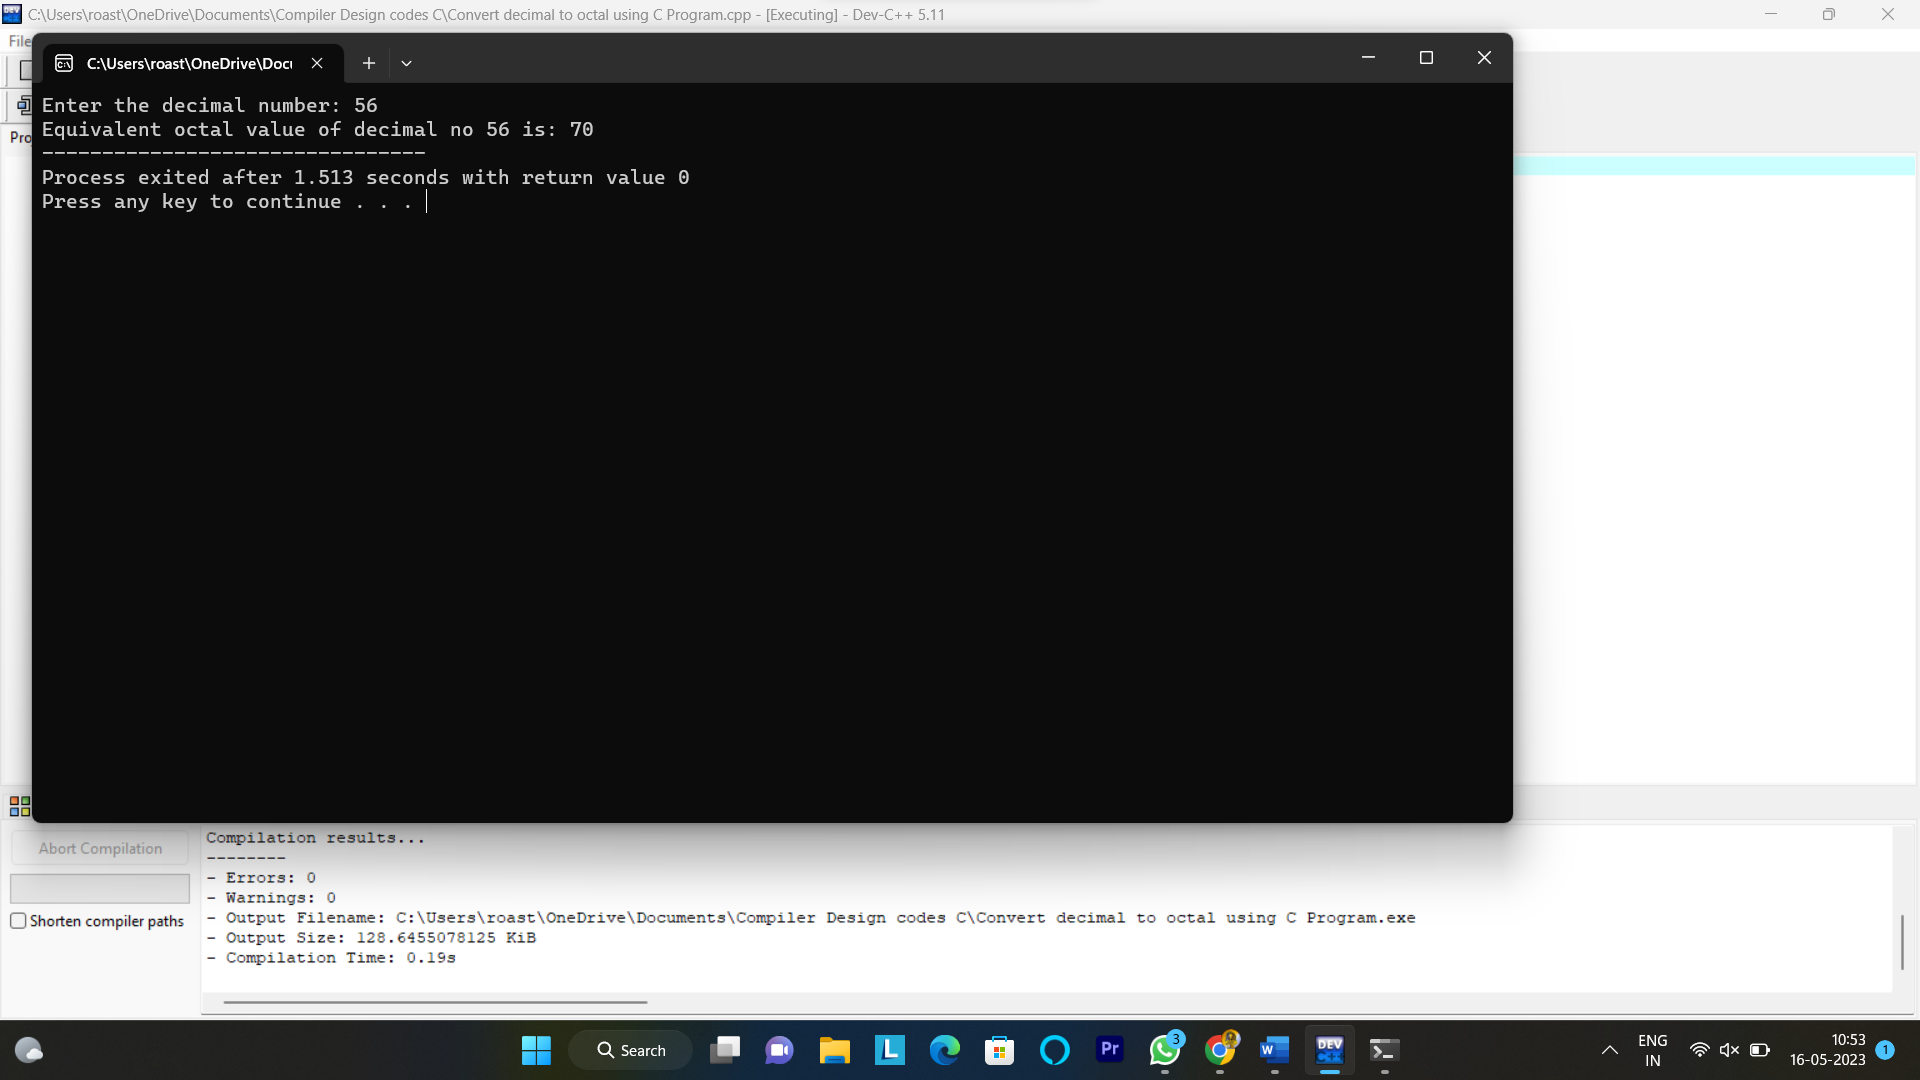 C:\Users\roast\OneDrive\Documents\Compiler Design codes C\Convert decimal to octal using C Program.cpp - [Executing] - Dev-C++ 5.11
File
C:\Users\roast\OneDrive\Docu
Enter the decimal number: 56
Equivalent octal value of decimal no 56 is: 70
--------------------------------
Process exited after 1.513 seconds with return value 0
Press any key to continue . . .
Abort Compilation
Shorten compiler paths
Compilation results...
--------
- Errors: 0
- Warnings: 0
- Output Filename: C:\Users\roast\OneDrive\Documents\Compiler Design codes C\Convert decimal to octal using C Program.exe
- Output Size: 128.6455078125 KiB
- Compilation Time: 0.19s
Search
L
Pr
3
W
DEV
C++
ENG
IN
10:53
16-05-2023
1